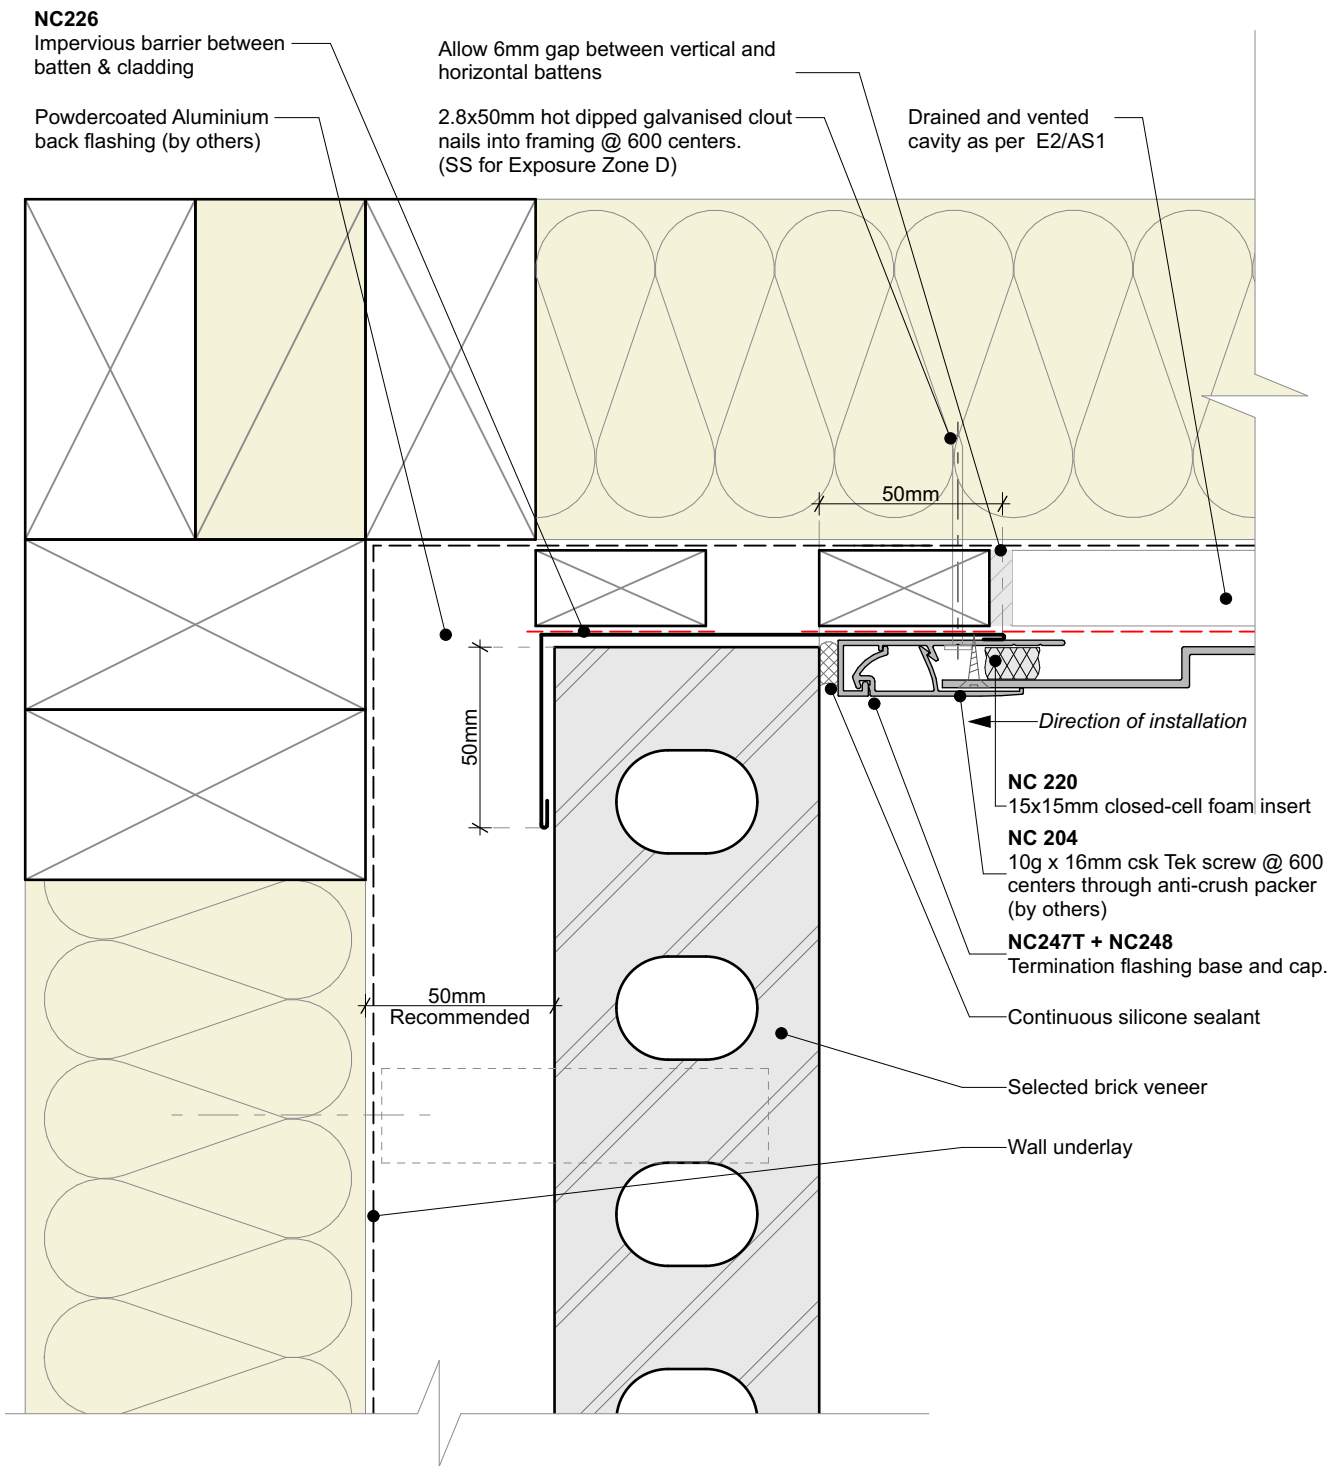 NC226
Impervious barrier between
batten & cladding
Powdercoated Aluminium
back flashing (by others)
Allow 6mm gap between vertical and
horizontal battens
2.8x50mm hot dipped galvanised clout
nails into framing @ 600 centers.
(SS for Exposure Zone D)
Drained and vented
cavity as per E2/AS1
50mm
50mm
Direction of installation
NC 220
15x15mm closed-cell foam insert
NC 204
10g x 16mm csk Tek screw @ 600
centers through anti-crush packer
(by others)
NC247T + NC248
Termination flashing base and cap.
50mm
Recommended
Continuous silicone sealant
Selected brick veneer
Wall underlay